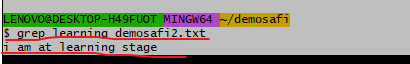 LENOVO@DESKTOP-H49FUOT MINGW64 ~/demosafi
$ grep learning demosafi2.txt
i am at learning stage